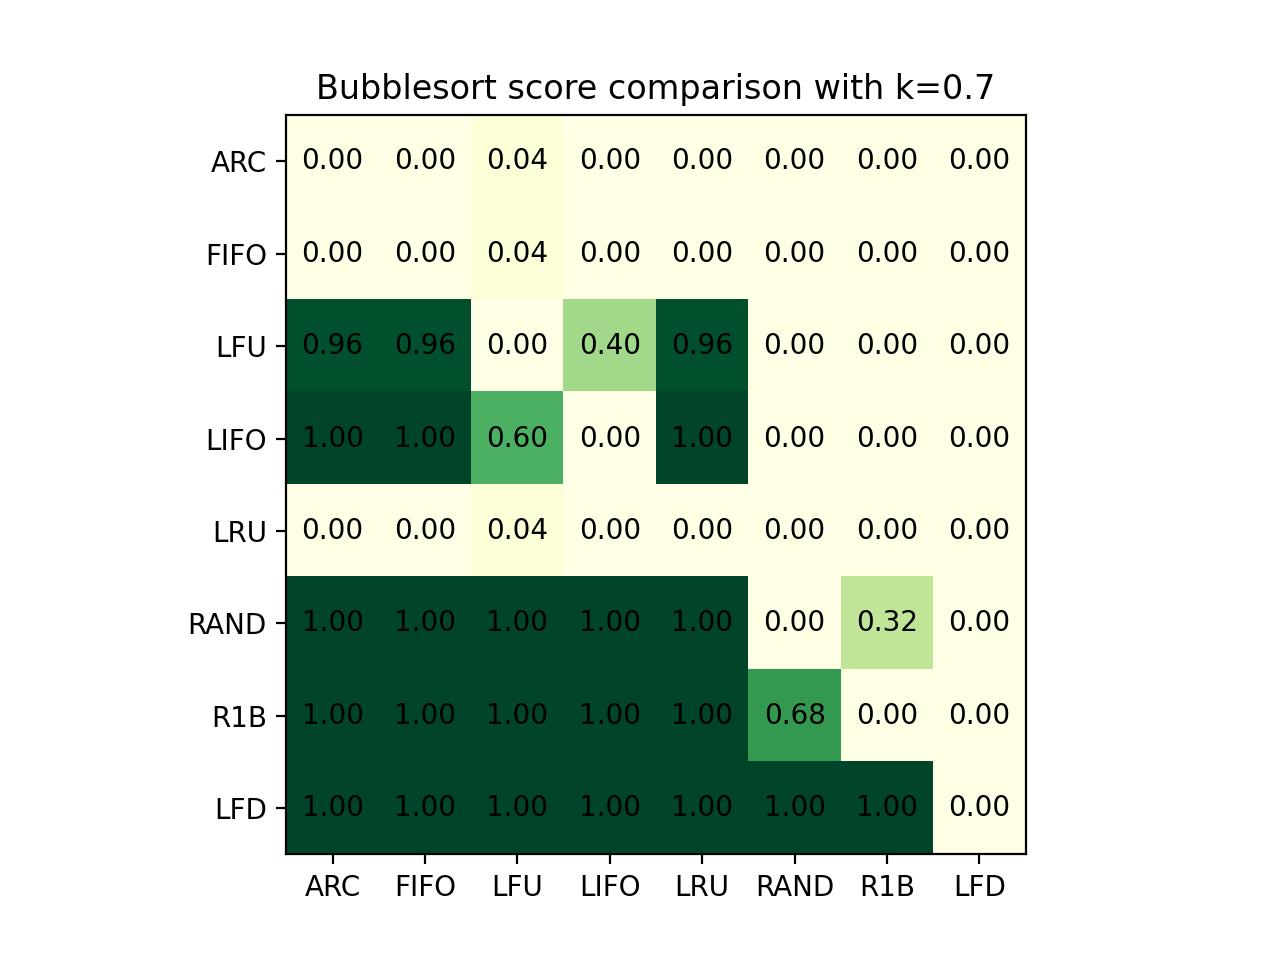 Bubblesort score comparison with k=0.7
ARC 0.00 0.00 0.04 0.00 0.00 0.00 0.00 0.00
FIFO 0.00 0.00 0.04 0.00 0.00 0.00 0.00 0.00
LFU 0.96 0.96 0.00 0.40 0.96 0.00 0.00 0.00
LIFO 1.00 1.00 0.60 0.00 1.00 0.00 0.00 0.00
LRU 0.00 0.00 0.04 0.00 0.00 0.00 0.00 0.00
RAND 1.00 1.00 1.00 1.00 1.00 0.00 0.32 0.00
R1B 1.00 1.00 1.00 1.00 1.00 0.68 0.00 0.00
LFD 1.00 1.00 1.00 1.00 1.00 1.00 1.00 0.00
ARC FIFO LFU LIFO LRU RAND R1B LFD